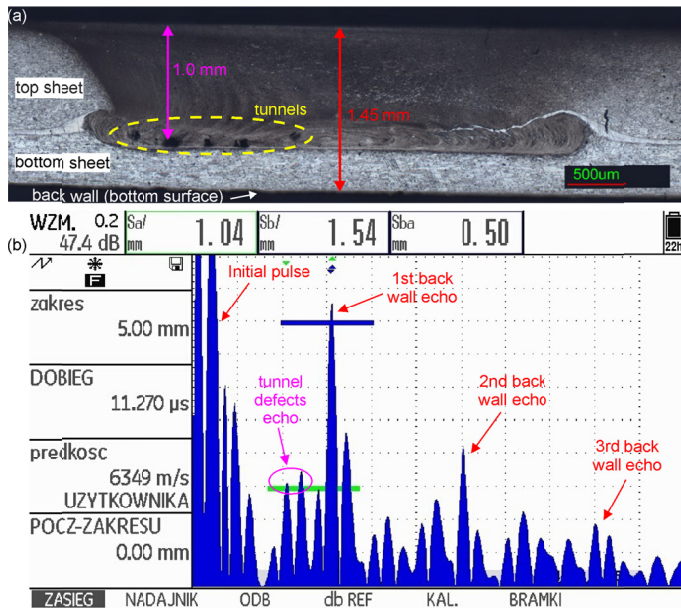 (a)
1.0 mm
top sheet
tunnels
1.45 mm
bottom sheet
500um
back wall (bottom surface)
(b)
WZM. 0.2
47.4 dB
Sa/
mm
1.04
Sb/
mm
1.54
Sba
mm
0.50
22h
F
Initial pulse
1st back
wall echo
zakres
5.00 mm
tunnel
defects
echo
2nd back
wall echo
DOBIEG
11.270 µs
3rd back
wall echo
prędkosc
6349 m/s
UZYTKOWNIKA
POCZ-ZAKRESU
0.00 mm
ZASIEG NADAJNIK ODB db REF KAL. BRAMKI